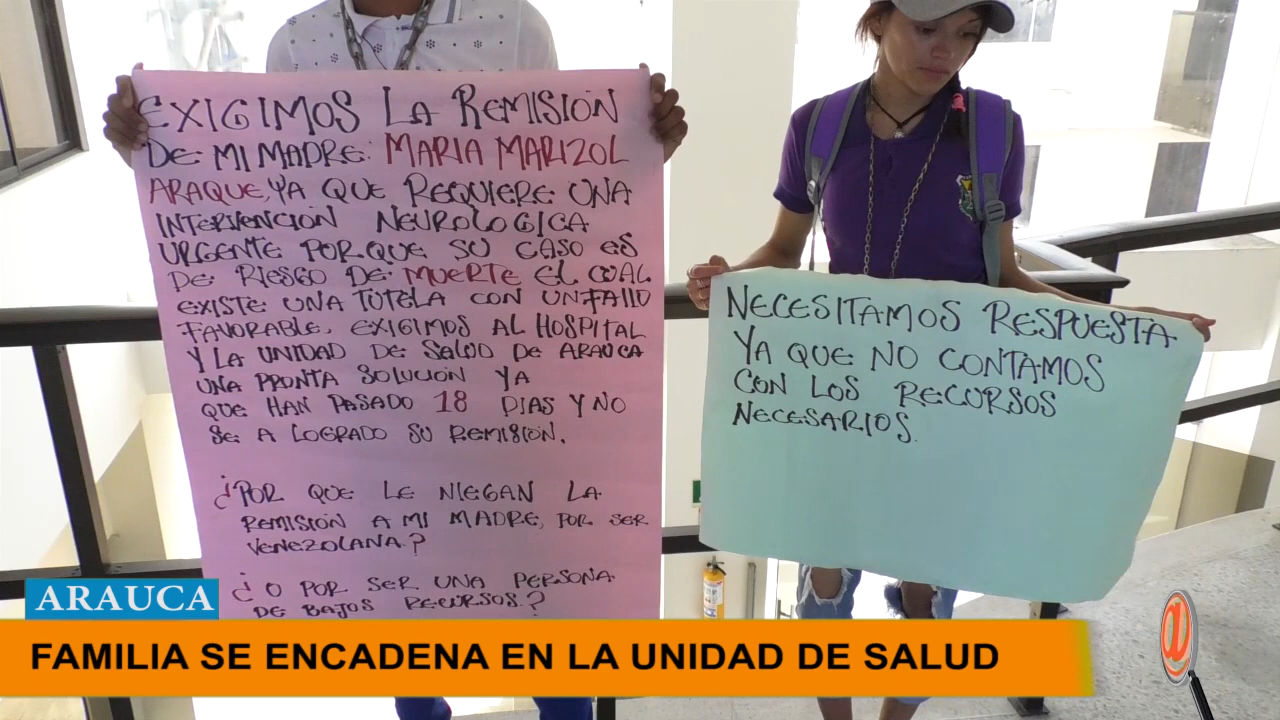 EXIGIMOS LA REMISIÓN
DE MI MADRE: MARIA MARIZOL
ARAQUE, YA QUE REQUIERE UNA
INTERVENCIÓN NEUROLOGICA
URGENTE PORQUE SU CASO ES
DE RIESGO DE MUERTE EL CUAL
EXISTE UNA TUTELA CON UN FALLO
FAVORABLE, EXIGIMOS AL HOSPITAL
Y LA UNIDAD DE SALUD DE ARAUCA
UNA PRONTA SOLUCIÓN YA
QUE HAN PASADO 18 DIAS Y NO
SE A LOGRADO SU REMISIÓN.
¿POR QUE LE NIEGAN LA
REMISIÓN A MI MADRE, POR SER
VENEZOLANA?
¿O POR SER UNA PERSONA
DE BAJOS RECURSOS?
NECESITAMOS RESPUESTA
YA QUE NO CONTAMOS
CON LOS RECURSOS
NECESARIOS.
ARAUCA
FAMILIA SE ENCADENA EN LA UNIDAD DE SALUD
@